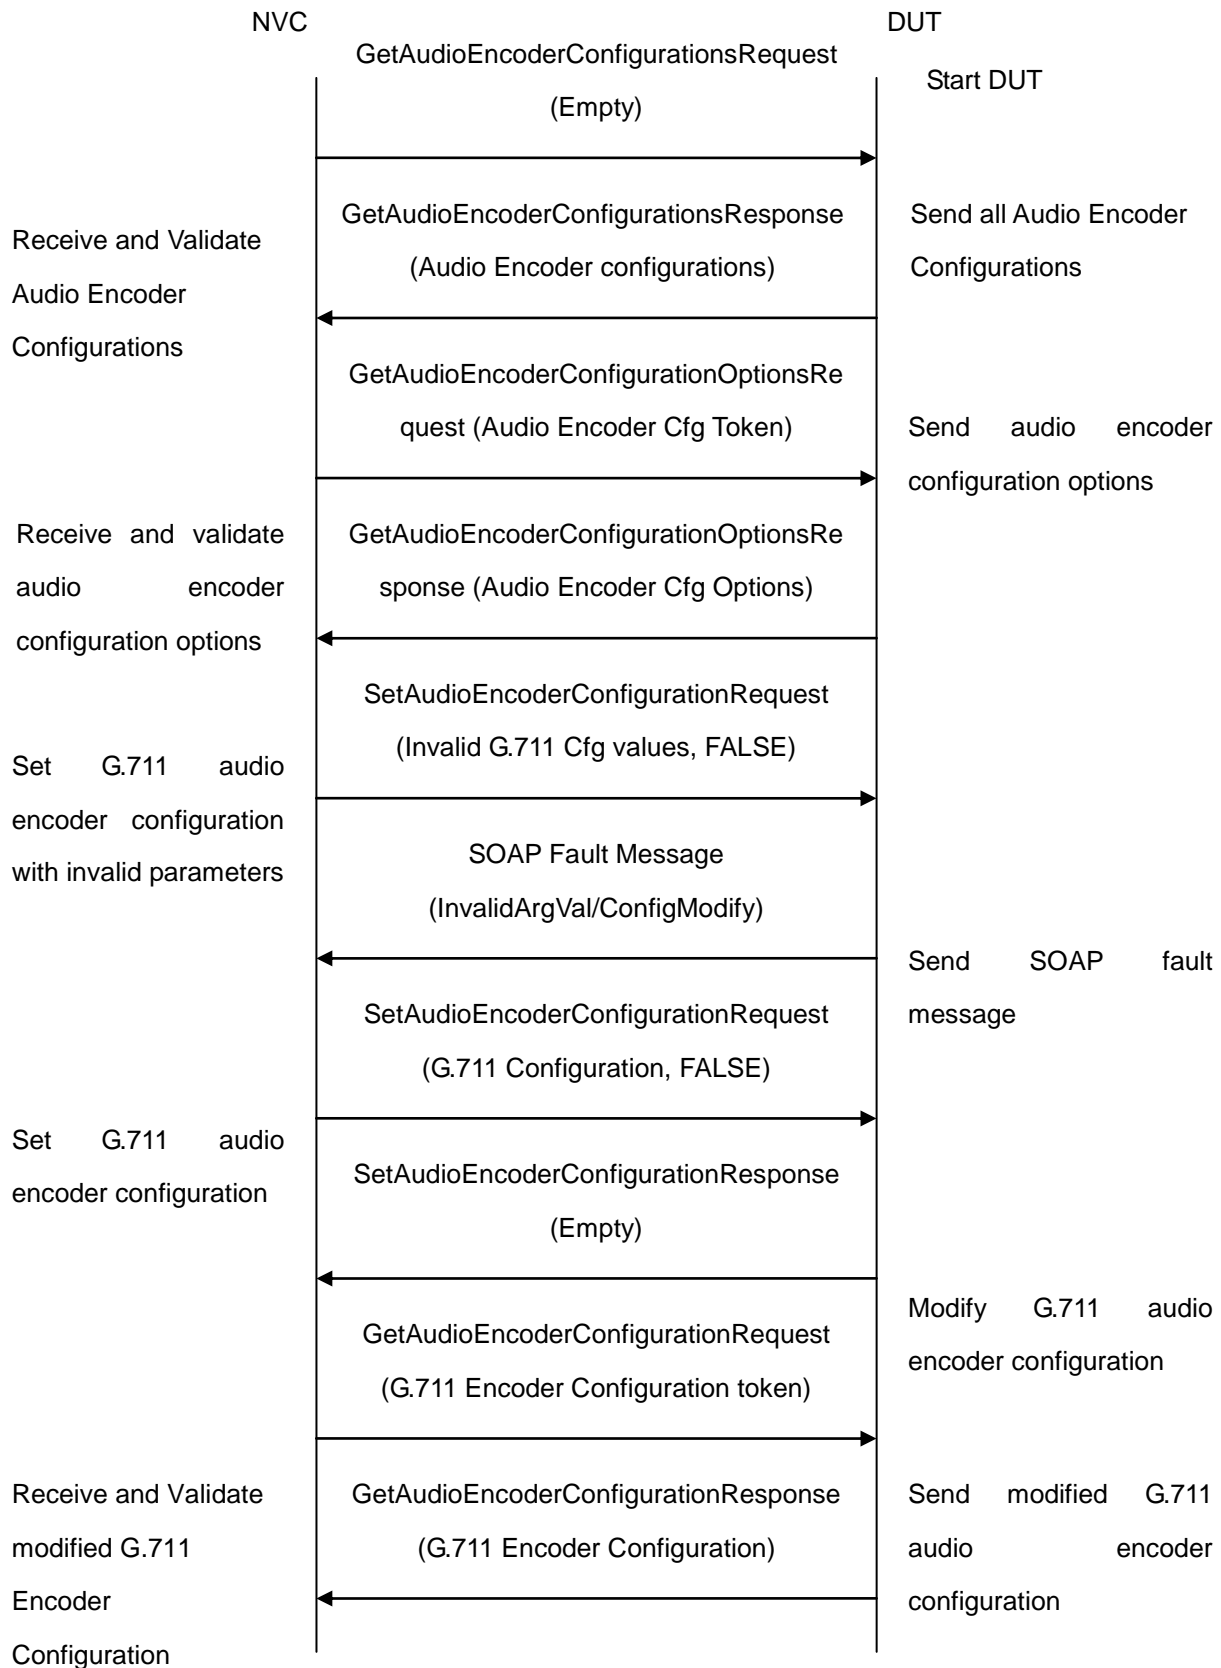 NVC
DUT
GetAudioEncoderConfigurationsRequest
(Empty)
Start DUT
GetAudioEncoderConfigurationsResponse
(Audio Encoder configurations)
Send all Audio Encoder
Configurations
Receive and Validate
Audio Encoder
Configurations
GetAudioEncoderConfigurationOptionsRe
quest (Audio Encoder Cfg Token)
Send audio encoder
configuration options
Receive and validate
audio encoder
configuration options
GetAudioEncoderConfigurationOptionsRe
sponse (Audio Encoder Cfg Options)
SetAudioEncoderConfigurationRequest
(Invalid G.711 Cfg values, FALSE)
Set G.711 audio
encoder configuration
with invalid parameters
SOAP Fault Message
(InvalidArgVal/ConfigModify)
Send SOAP fault
message
SetAudioEncoderConfigurationRequest
(G.711 Configuration, FALSE)
Set G.711 audio
encoder configuration
SetAudioEncoderConfigurationResponse
(Empty)
Modify G.711 audio
encoder configuration
GetAudioEncoderConfigurationRequest
(G.711 Encoder Configuration token)
Receive and Validate
modified G.711
Encoder
Configuration
GetAudioEncoderConfigurationResponse
(G.711 Encoder Configuration)
Send modified G.711
audio encoder
configuration